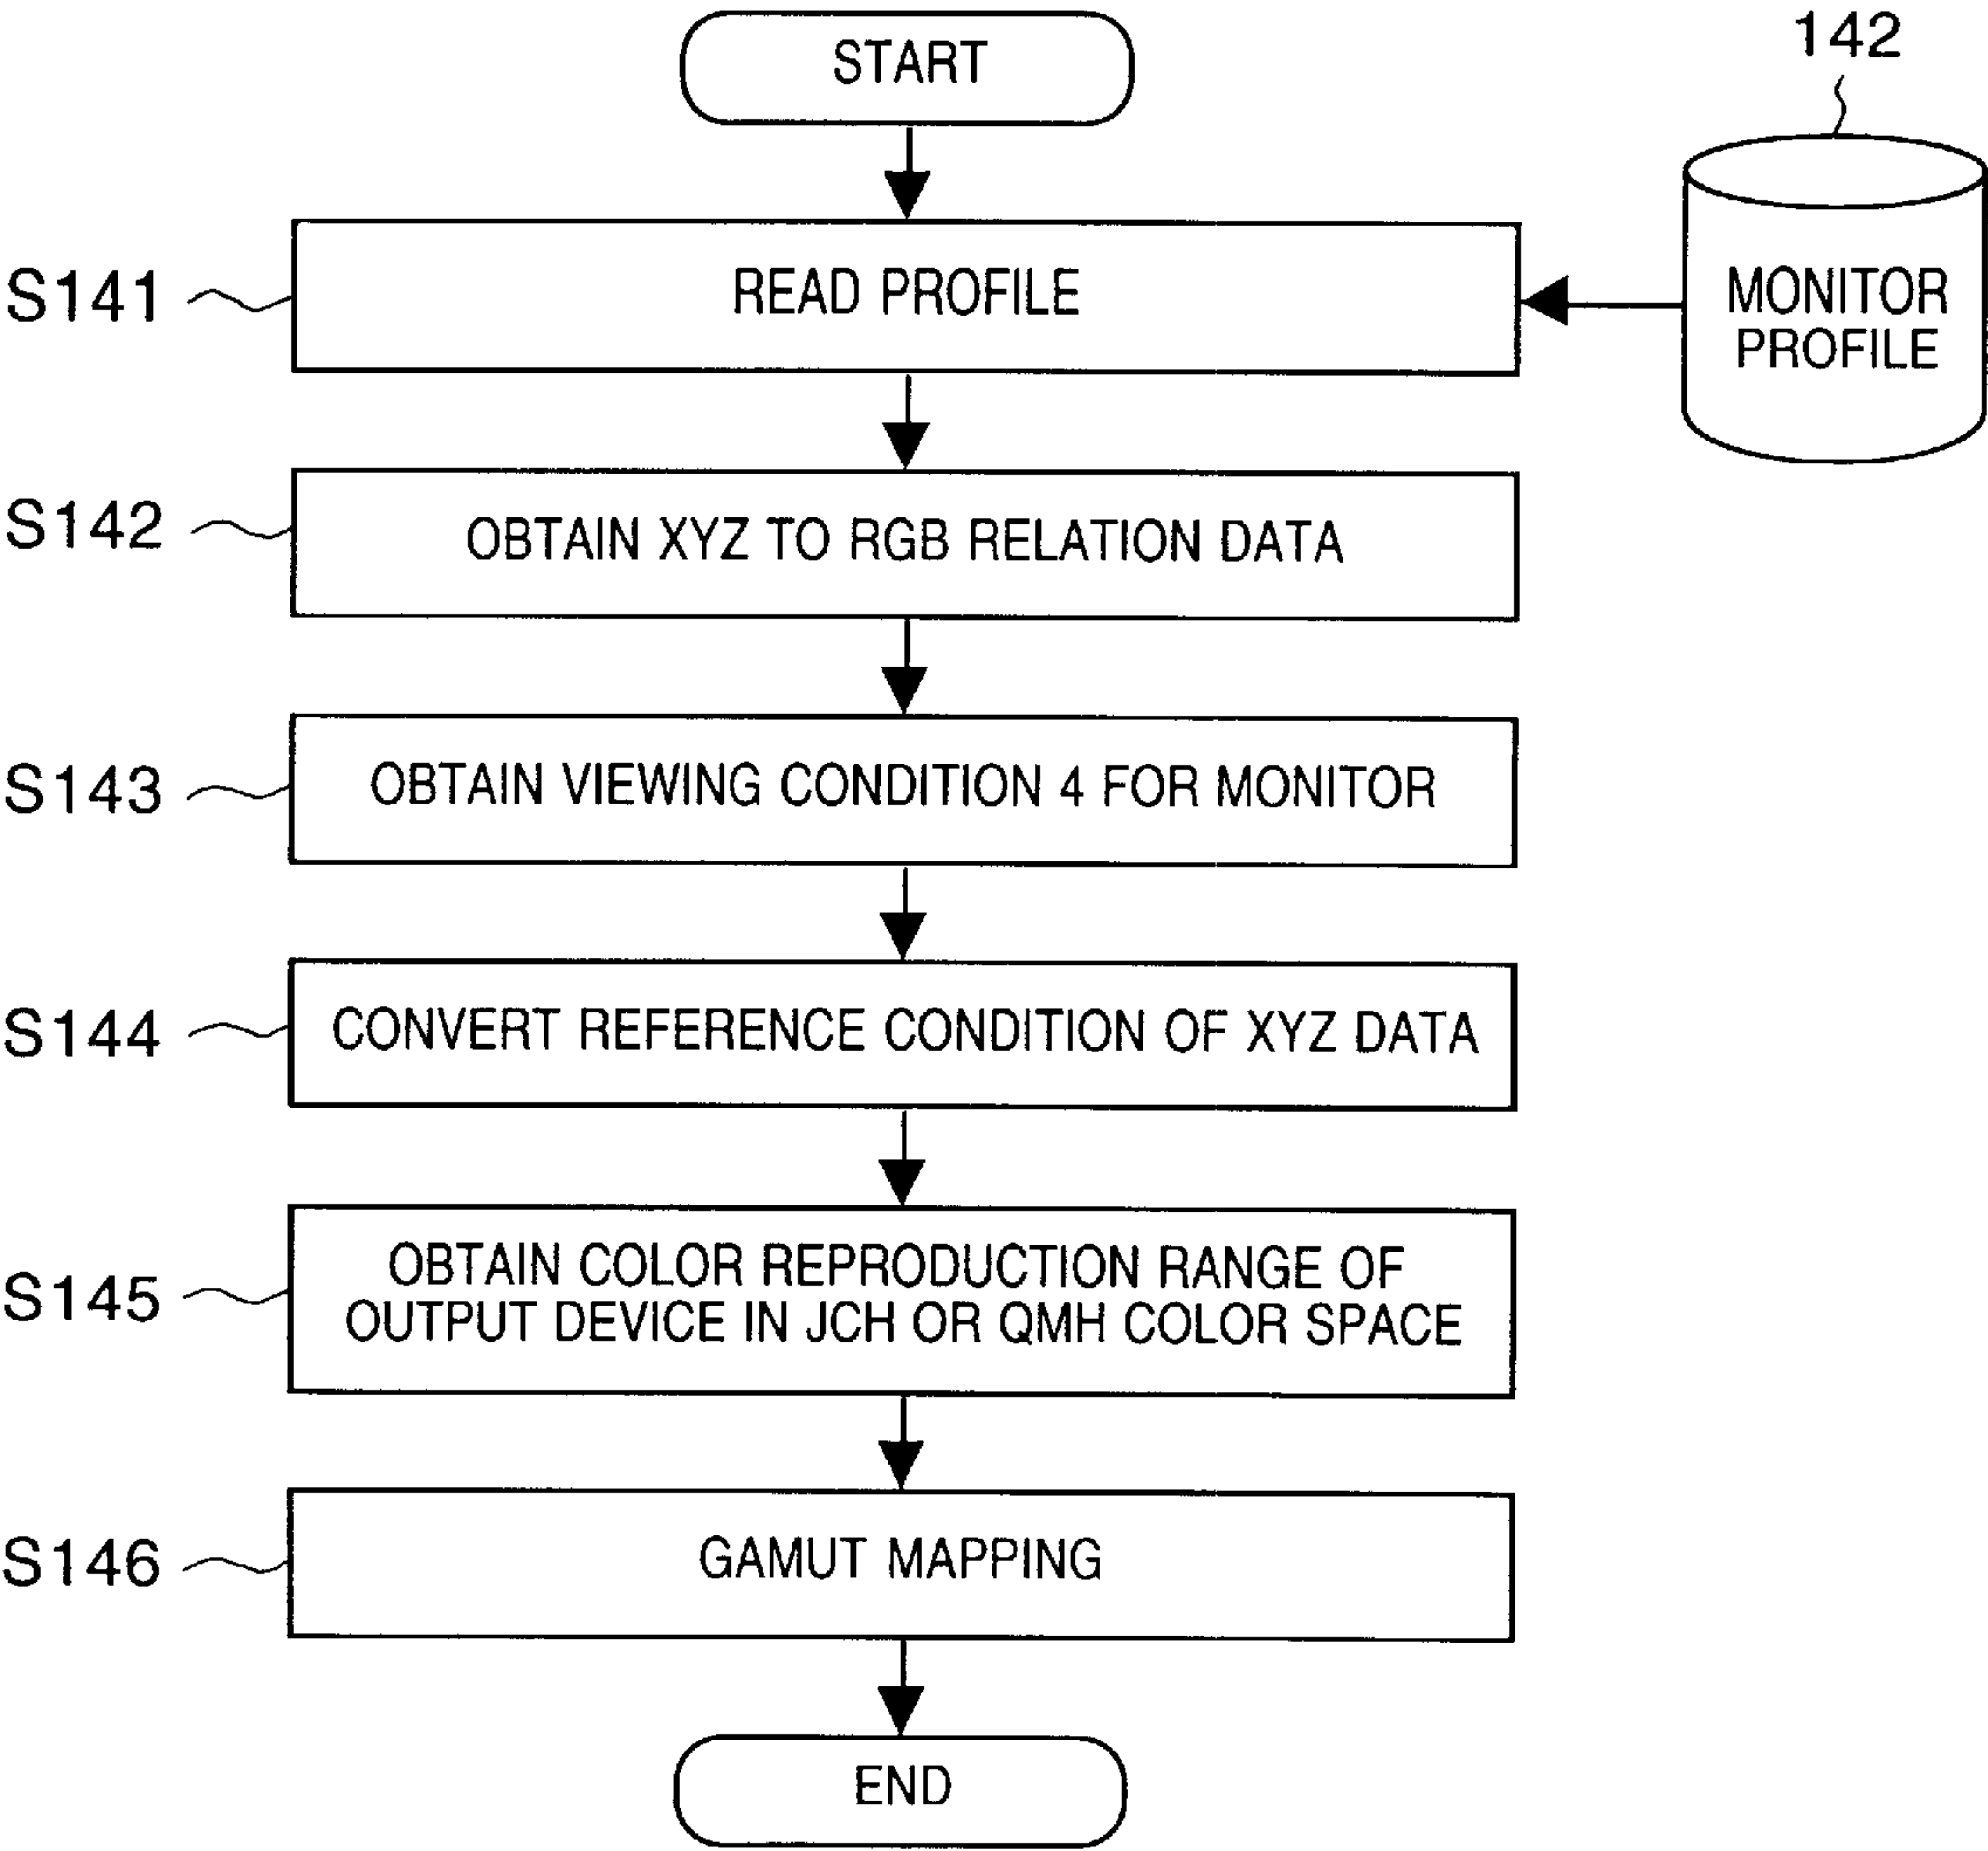 START
142
S141
READ PROFILE
MONITOR
PROFILE
S142
OBTAIN XYZ TO RGB RELATION DATA
S143
OBTAIN VIEWING CONDITION 4 FOR MONITOR
S144
CONVERT REFERENCE CONDITION OF XYZ DATA
S145
OBTAIN COLOR REPRODUCTION RANGE OF
OUTPUT DEVICE IN JCH OR QMH COLOR SPACE
S146
GAMUT MAPPING
END